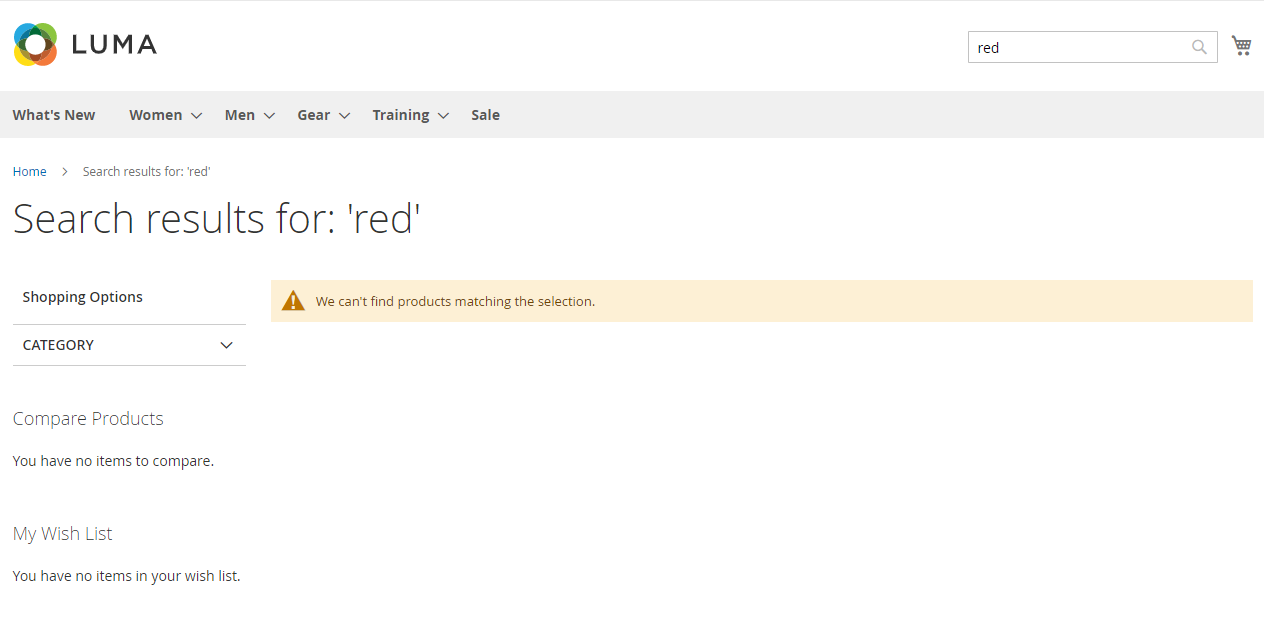 LUMA
red
What's New Women Men Gear Training Sale
Home Search results for: 'red'
Search results for: 'red'
Shopping Options
We can't find products matching the selection.
CATEGORY
Compare Products
You have no items to compare.
My Wish List
You have no items in your wish list.